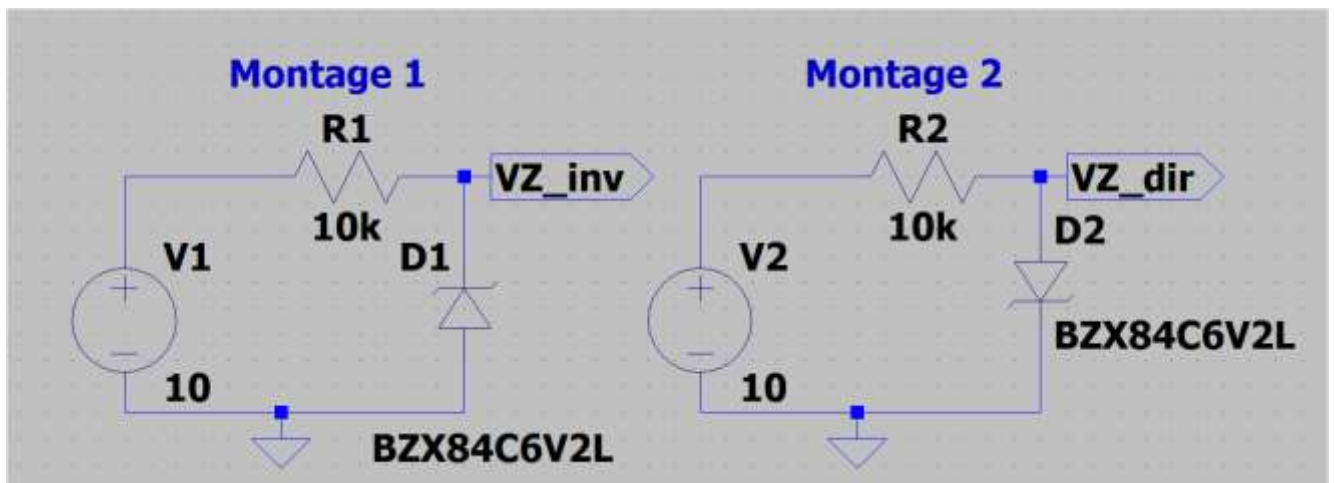 Montage 1
R1
VZ_inv
10k
V1
D1
10
BZX84C6V2L
Montage 2
R2
VZ_dir
10k
D2
V2
BZX84C6V2L
10